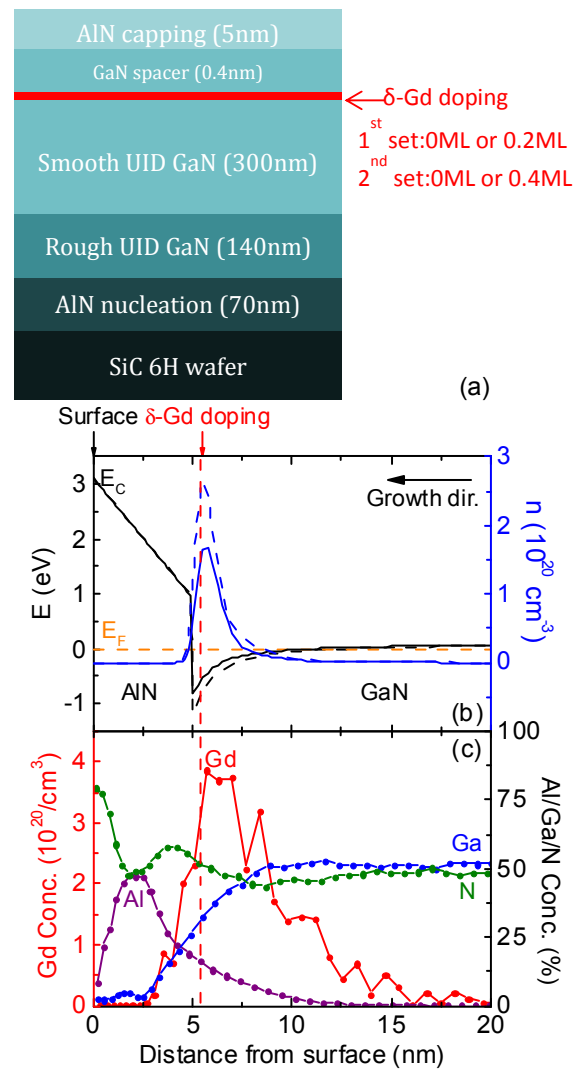 AlN capping (5nm)
GaN spacer (0.4nm)
δ-Gd doping
1st set:0ML or 0.2ML
2nd set:0ML or 0.4ML
Smooth UID GaN (300nm)
Rough UID GaN (140nm)
AlN nucleation (70nm)
SiC 6H wafer
(a)
Surface δ-Gd doping
3
2
1
0
-1
E (eV)
E_C
E_F
Growth dir.
AlN
GaN
(b)
3
2
1
0
n (10^20 cm^-3)
(c)
4
3
2
1
0
Gd Conc. (10^20/cm^3)
Gd
Al
Ga
N
100
75
50
25
0
Al/Ga/N Conc. (%)
0 5 10 15 20
Distance from surface (nm)